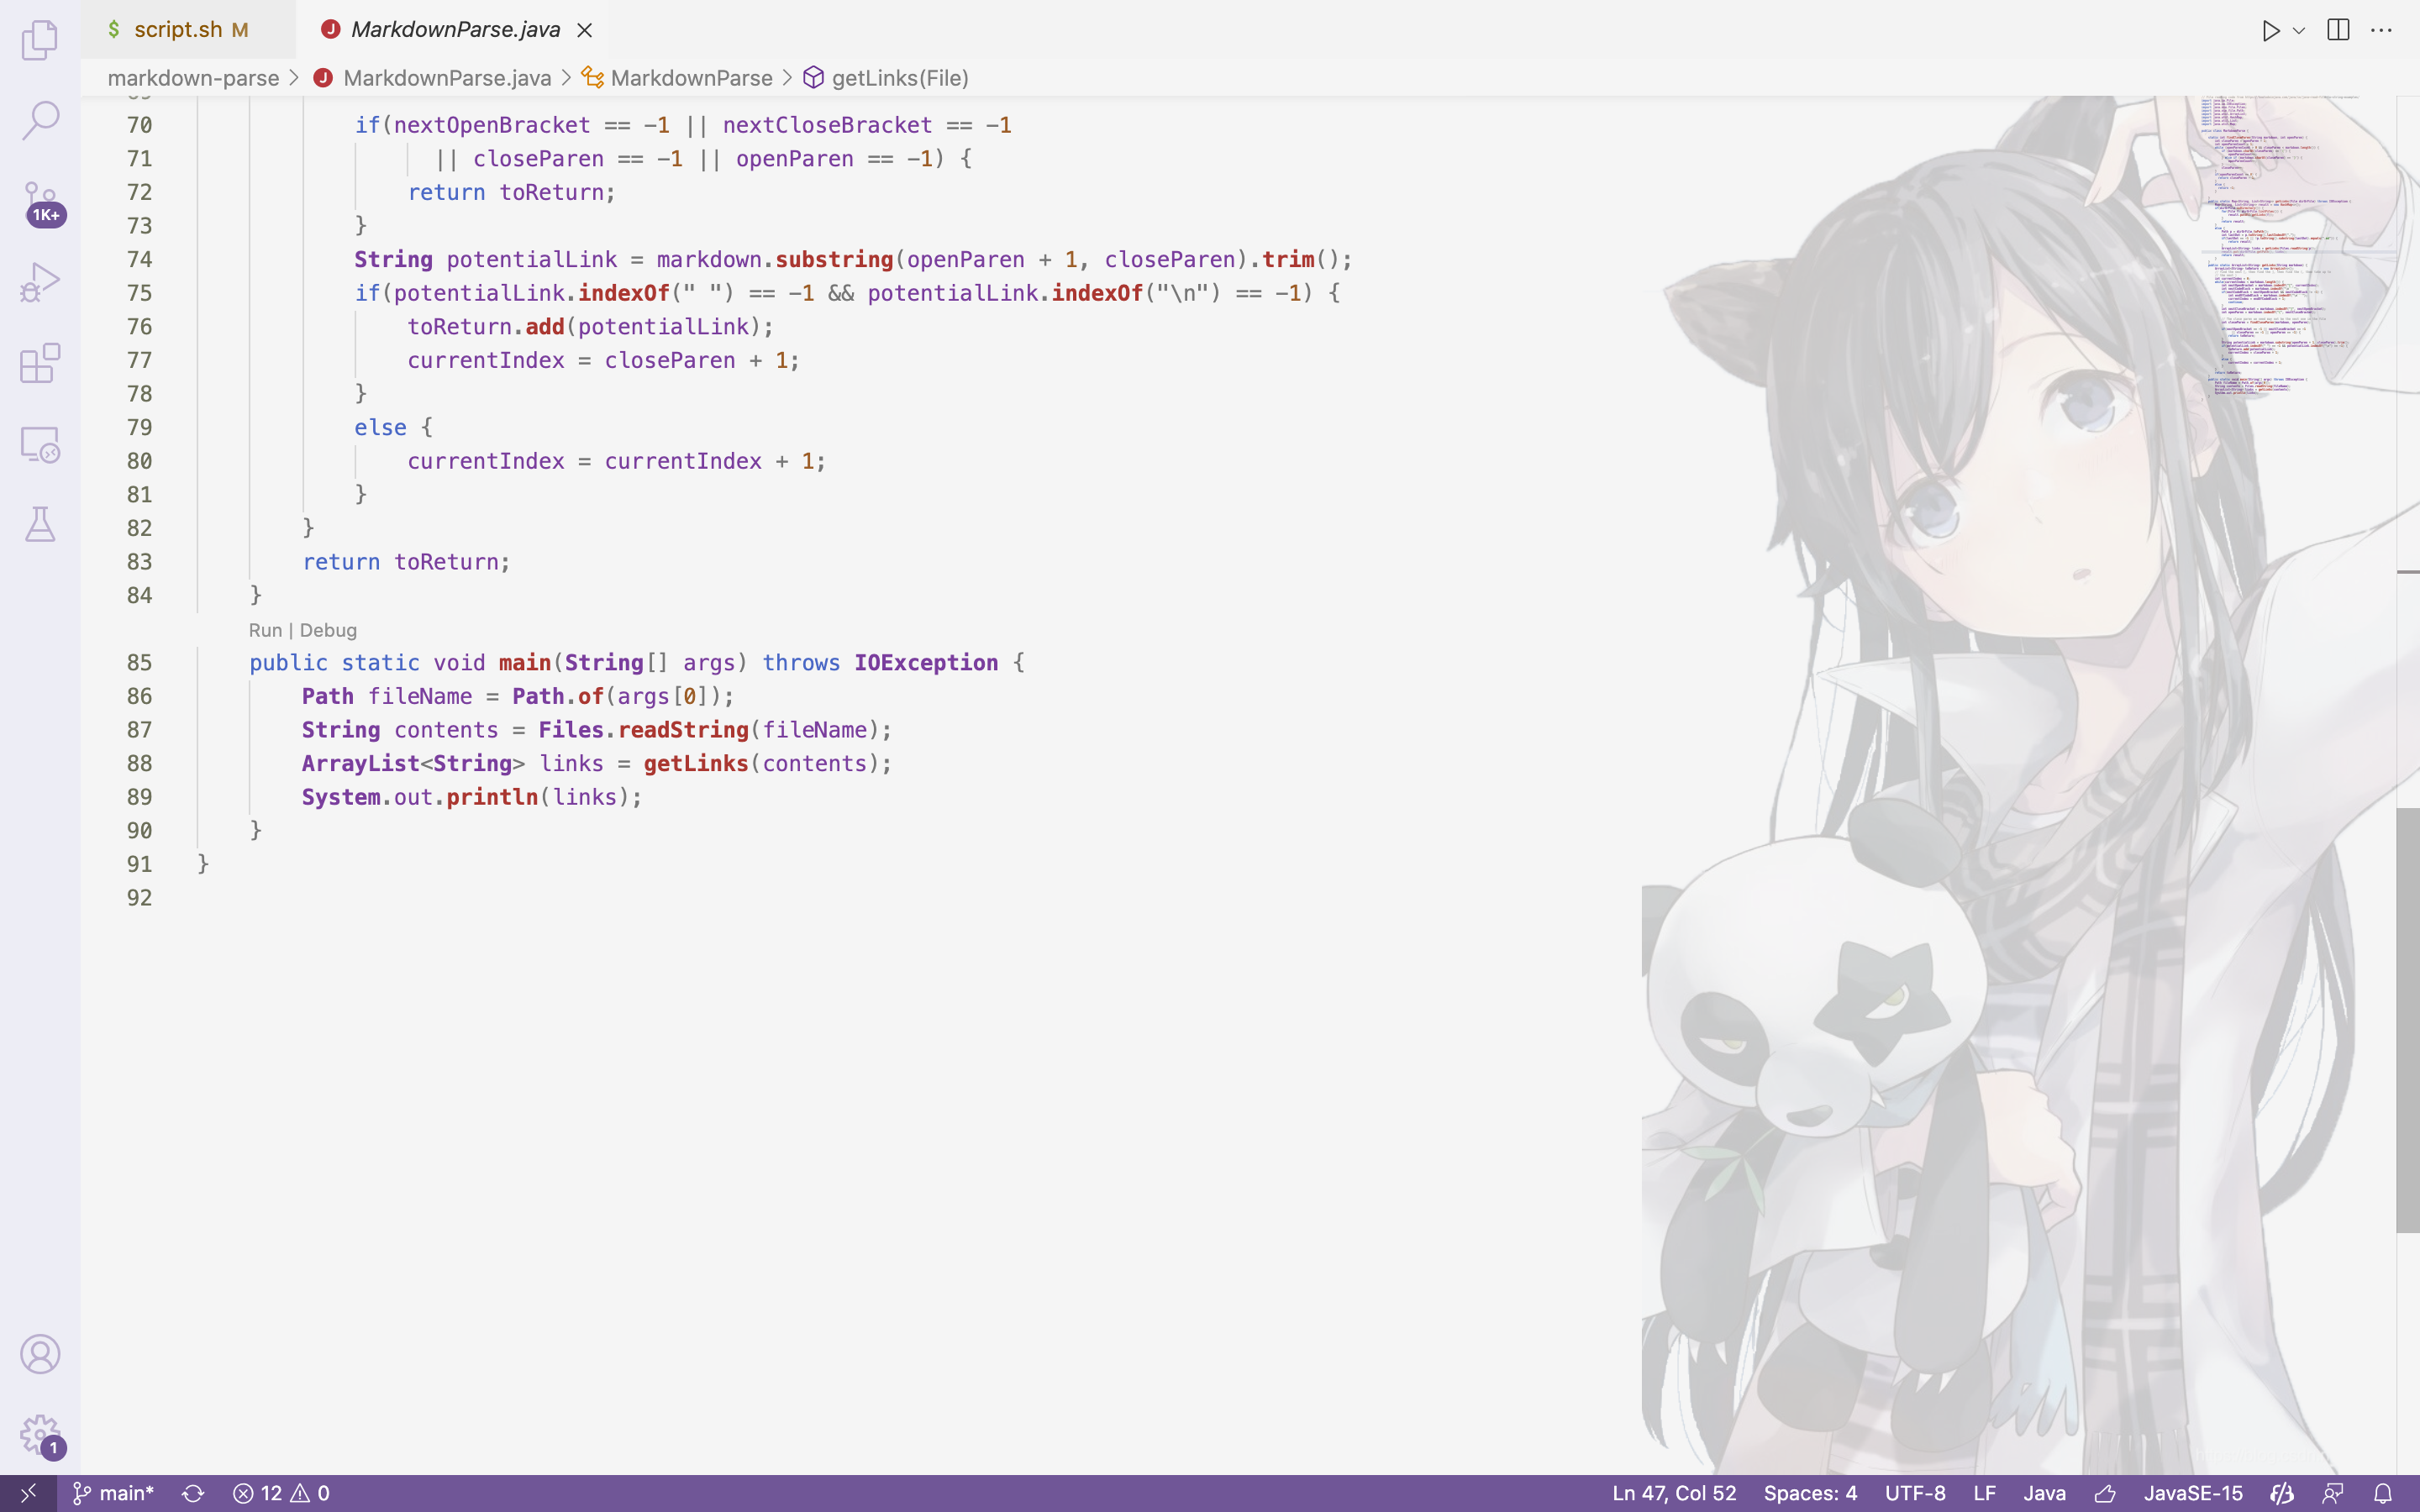 $ script.sh M
J MarkdownParse.java
markdown-parse > J MarkdownParse.java > MarkdownParse > getLinks(File)
70 if(nextOpenBracket == -1 || nextCloseBracket == -1
71 || closeParen == -1 || openParen == -1) {
72 return toReturn;
73 }
74 String potentialLink = markdown.substring(openParen + 1, closeParen).trim();
75 if(potentialLink.indexOf(" ") == -1 && potentialLink.indexOf("\n") == -1) {
76 toReturn.add(potentialLink);
77 currentIndex = closeParen + 1;
78 }
79 else {
80 currentIndex = currentIndex + 1;
81 }
82 }
83 return toReturn;
84 }
Run | Debug
85 public static void main(String[] args) throws IOException {
86 Path fileName = Path.of(args[0]);
87 String contents = Files.readString(fileName);
88 ArrayList<String> links = getLinks(contents);
89 System.out.println(links);
90 }
91 }
92
1K+
1
main* 12 0
Ln 47, Col 52 Spaces: 4 UTF-8 LF Java JavaSE-15